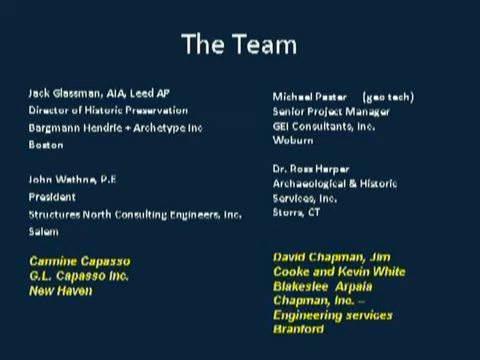 The Team
Jack Glassman, AIA, Leed AP
Director of Historic Preservation
Bargmann Hendrie + Archetype Inc
Boston
John Wathne, P.E
President
Structures North Consulting Engineers, Inc.
Salem
Carmine Capasso
G.L. Capasso Inc.
New Haven
Michael Paster (geo tech)
Senior Project Manager
GEI Consultants, Inc.
Woburn
Dr. Ross Harper
Archaeological & Historic
Services, Inc.
Storrs, CT
David Chapman, Jim
Cooke and Kevin White
Blakeslee Arpaia
Chapman, Inc. –
Engineering services
Branford